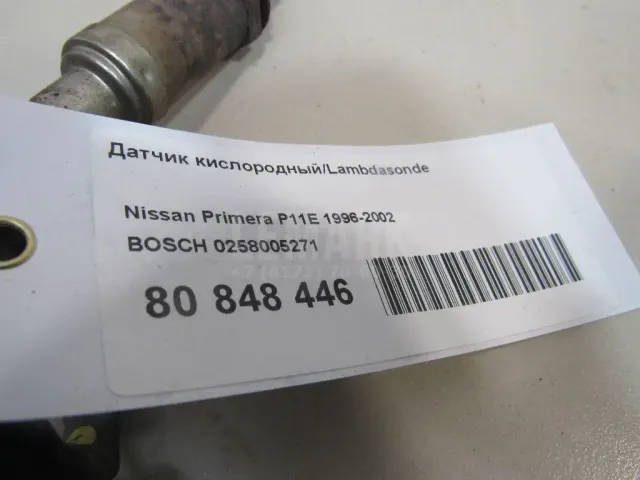 Датчик кислородный/Lambdasonde
Nissan Primera P11E 1996-2002
BOSCH 0258005271
80 848 446